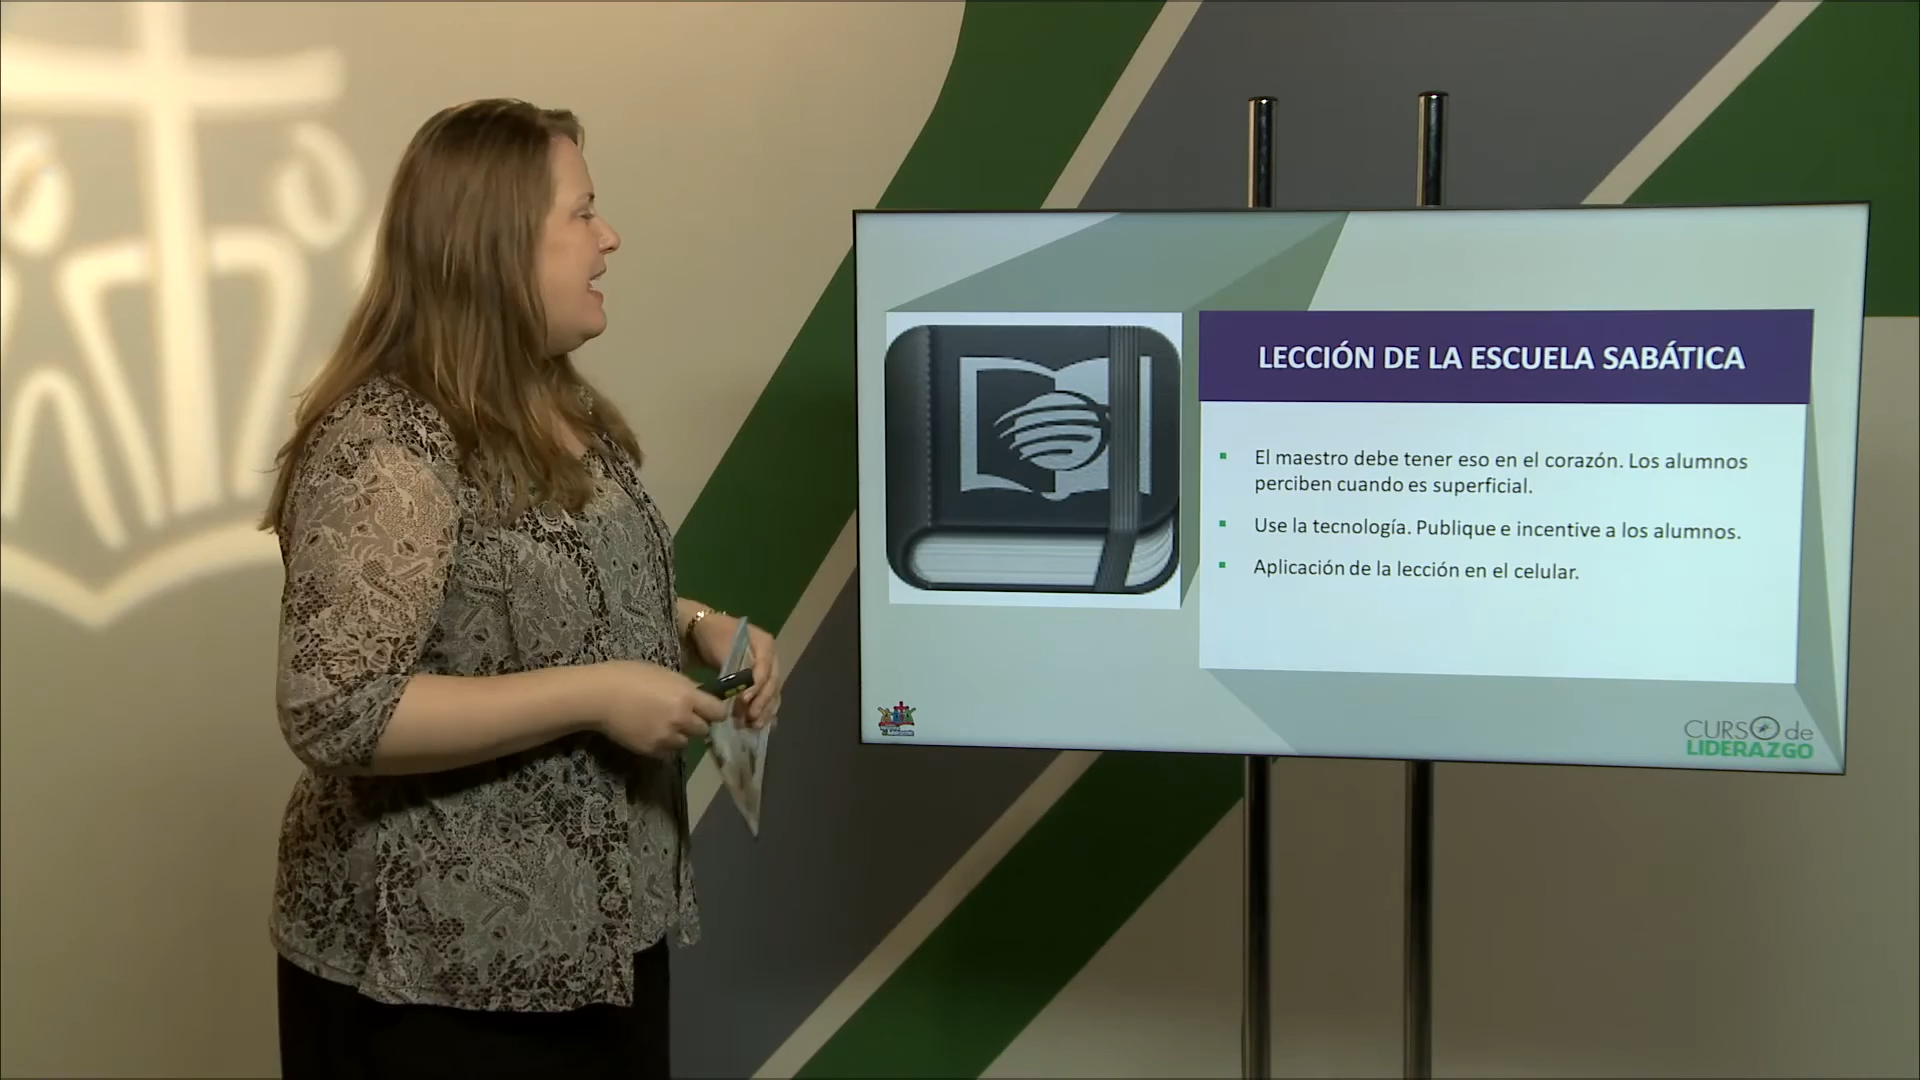 LECCIÓN DE LA ESCUELA SABÁTICA
El maestro debe tener eso en el corazón. Los alumnos
perciben cuando es superficial.
Use la tecnología. Publique e incentive a los alumnos.
Aplicación de la lección en el celular.
CURSO de
LIDERAZGO